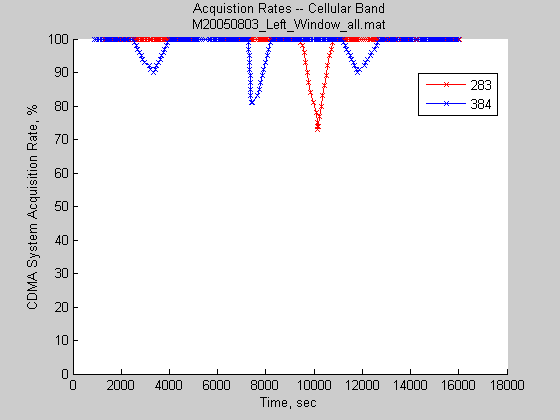 Acquistion Rates -- Cellular Band
M20050803_Left_Window_all.mat
CDMA System Acquisition Rate, %
100
90
80
70
60
50
40
30
20
10
0
283
384
0 2000 4000 6000 8000 10000 12000 14000 16000 18000
Time, sec